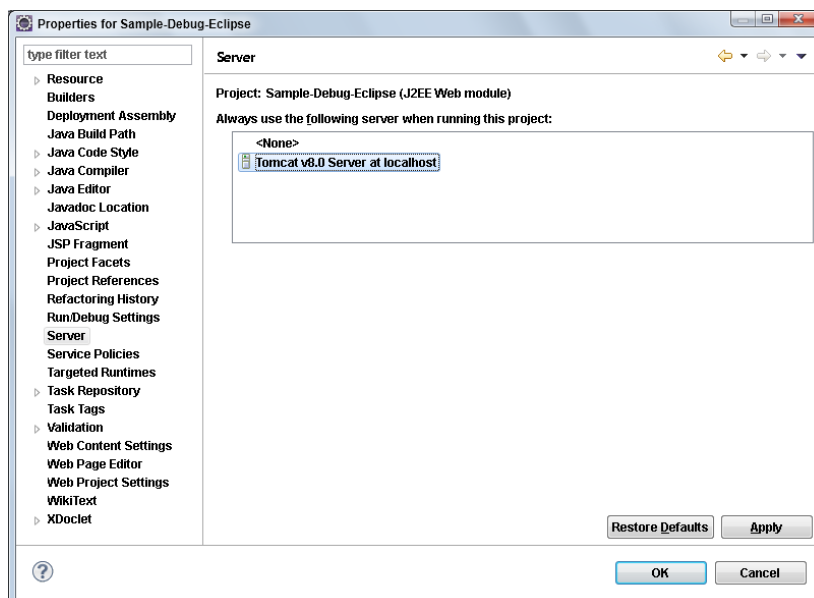 Properties for Sample-Debug-Eclipse
type filter text
Resource
Builders
Deployment Assembly
Java Build Path
Java Code Style
Java Compiler
Java Editor
Javadoc Location
JavaScript
JSP Fragment
Project Facets
Project References
Refactoring History
Run/Debug Settings
Server
Service Policies
Targeted Runtimes
Task Repository
Task Tags
Validation
Web Content Settings
Web Page Editor
Web Project Settings
WikiText
XDoclet
Server
Project: Sample-Debug-Eclipse (J2EE Web module)
Always use the following server when running this project:
<None>
Tomcat v8.0 Server at localhost
Restore Defaults Apply
? OK Cancel